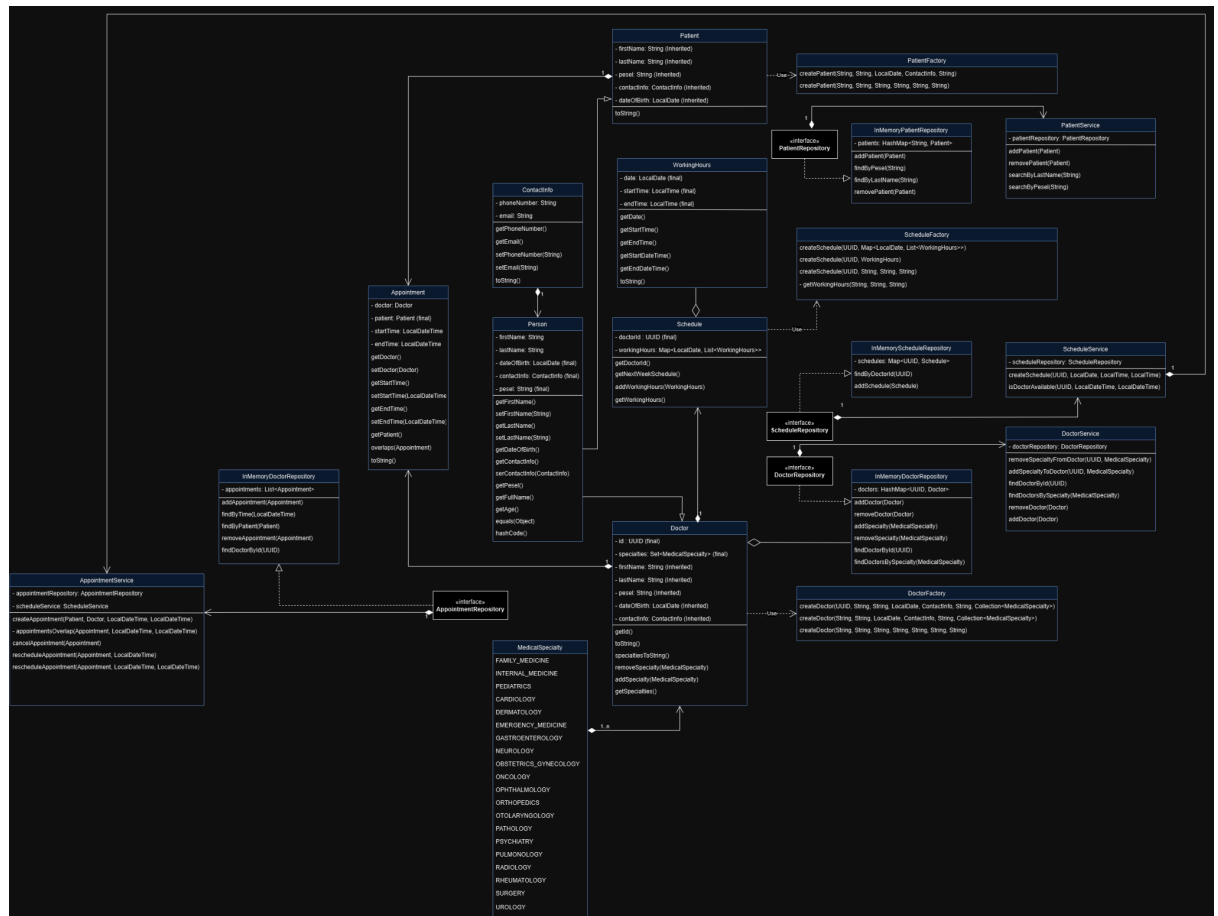 Patient
- firstName: String (Inherited)
- lastName: String (Inherited)
- pesel: String (Inherited)
- contactInfo: ContactInfo (Inherited)
- dateOfBirth: LocalDate (Inherited)
toString()
1
Use
PatientFactory
createPatient(String, String, LocalDate, ContactInfo, String)
createPatient(String, String, String, String, String, String)
1
«interface»
PatientRepository
InMemoryPatientRepository
- patients: HashMap<String, Patient>
addPatient(Patient)
findByPesel(String)
findByLastName(String)
removePatient(Patient)
PatientService
- patientRepository: PatientRepository
addPatient(Patient)
removePatient(Patient)
searchByLastName(String)
searchByPesel(String)
WorkingHours
- date: LocalDate (final)
- startTime: LocalTime (final)
- endTime: LocalTime (final)
getDate()
getStartTime()
getEndTime()
getStartDateTime()
getEndDateTime()
toString()
ContactInfo
- phoneNumber: String
- email: String
getPhoneNumber()
getEmail()
setPhoneNumber(String)
setEmail(String)
toString()
1
ScheduleFactory
createSchedule(UUID, Map<LocalDate, List<WorkingHours>>)
createSchedule(UUID, WorkingHours)
createSchedule(UUID, String, String, String)
- getWorkingHours(String, String, String)
Use
Appointment
- doctor: Doctor
- patient: Patient (final)
- startTime: LocalDateTime
- endTime: LocalDateTime
getDoctor()
setDoctor(Doctor)
getStartTime()
setStartTime(LocalDateTime
getEndTime()
setEndTime(LocalDateTime)
getPatient()
overlaps(Appointment)
toString()
Person
- firstName: String
- lastName: String
- dateOfBirth: LocalDate (final)
- contactInfo: ContactInfo (final)
- pesel: String (final)
getFirstName()
setFirstName(String)
getLastName()
setLastName(String)
getDateOfBirth()
getContactInfo()
serContactInfo(ContactInfo)
getPesel()
getFullName()
getAge()
equals(Object)
hashCode()
Schedule
- doctorId : UUID (final)
- workingHours: Map<LocalDate, List<WorkingHours>>
getDoctorId()
getNextWeekSchedule()
addWorkingHours(WorkingHours)
getWorkingHours()
1
InMemoryScheduleRepository
- schedules: Map<UUID, Schedule>
findByDoctorId(UUID)
addSchedule(Schedule)
ScheduleService
- scheduleRepository: ScheduleRepository
createSchedule(UUID, LocalDate, LocalTime, LocalTime)
isDoctorAvailable(UUID, LocalDateTime, LocalDateTime)
1
«interface»
ScheduleRepository
1
«interface»
DoctorRepository
1
DoctorService
- doctorRepository: DoctorRepository
removeSpecialtyFromDoctor(UUID, MedicalSpecialty)
addSpecialtyToDoctor(UUID, MedicalSpecialty)
findDoctorById(UUID)
findDoctorsBySpecialty(MedicalSpecialty)
removeDoctor(Doctor)
addDoctor(Doctor)
InMemoryDoctorRepository
- appointments: List<Appointment>
addAppointment(Appointment)
findByTime(LocalDateTime)
findByPatient(Patient)
removeAppointment(Appointment)
findDoctorById(UUID)
InMemoryDoctorRepository
- doctors: HashMap<UUID, Doctor>
addDoctor(Doctor)
removeDoctor(Doctor)
addSpecialty(MedicalSpecialty)
removeSpecialty(MedicalSpecialty)
findDoctorById(UUID)
findDoctorsBySpecialty(MedicalSpecialty)
Doctor
- id : UUID (final)
- specialties: Set<MedicalSpecialty> (final)
- firstName: String (Inherited)
- lastName: String (Inherited)
- pesel: String (Inherited)
- dateOfBirth: LocalDate (Inherited)
- contactInfo: ContactInfo (Inherited)
getId()
toString()
specialtiesToString()
removeSpecialty(MedicalSpecialty)
addSpecialty(MedicalSpecialty)
getSpecialties()
1
Use
AppointmentService
- appointmentRepository: AppointmentRepository
- scheduleService: ScheduleService
createAppointment(Patient, Doctor, LocalDateTime, LocalDateTime)
- appointmentsOverlap(Appointment, LocalDateTime, LocalDateTime)
cancelAppointment(Appointment)
rescheduleAppointment(Appointment, LocalDateTime)
rescheduleAppointment(Appointment, LocalDateTime, LocalDateTime)
«interface»
AppointmentRepository
1
DoctorFactory
createDoctor(UUID, String, String, LocalDate, ContactInfo, String, Collection<MedicalSpecialty>)
createDoctor(String, String, LocalDate, ContactInfo, String, Collection<MedicalSpecialty>)
createDoctor(String, String, String, String, String, String)
MedicalSpecialty
FAMILY_MEDICINE
INTERNAL_MEDICINE
PEDIATRICS
CARDIOLOGY
DERMATOLOGY
EMERGENCY_MEDICINE
GASTROENTEROLOGY
NEUROLOGY
OBSTETRICS_GYNECOLOGY
ONCOLOGY
OPHTHALMOLOGY
ORTHOPEDICS
OTOLARYNGOLOGY
PATHOLOGY
PSYCHIATRY
PULMONOLOGY
RADIOLOGY
RHEUMATOLOGY
SURGERY
UROLOGY
1..n